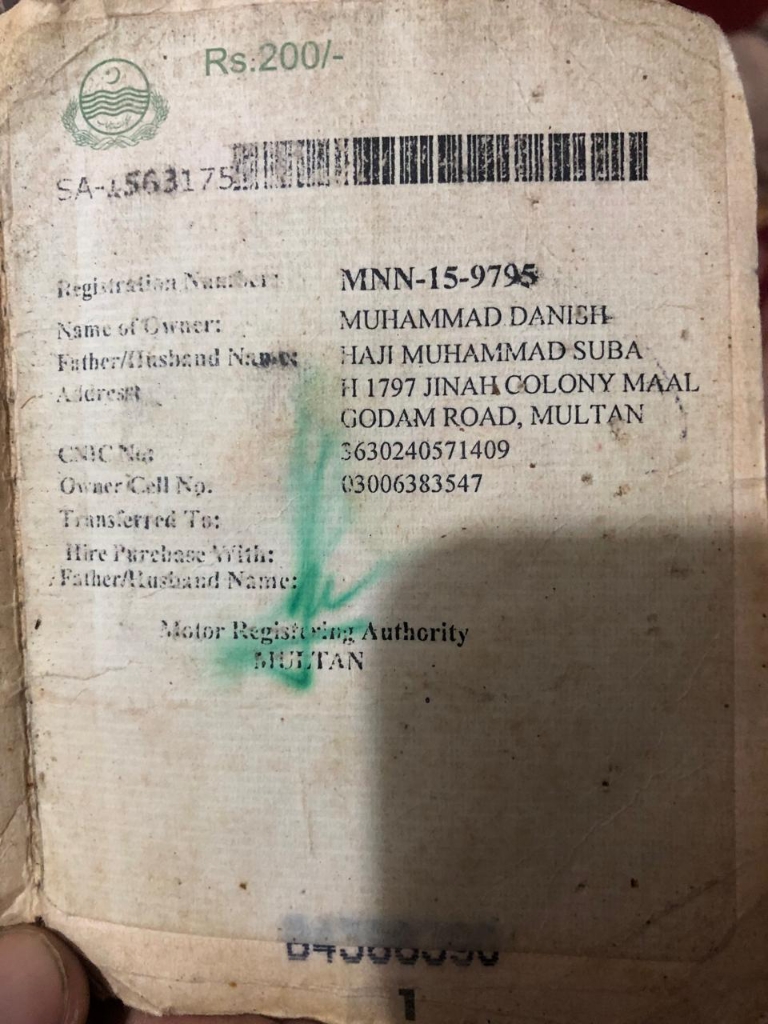 Rs.200/-
SA-1563175
Registration Number: MNN-15-9795
Name of Owner: MUHAMMAD DANISH
Father/Husband Name: HAJI MUHAMMAD SUBA
Address: H 1797 JINAH COLONY MAAL
GODAM ROAD, MULTAN
CNIC No: 3630240571409
Owner Cell No. 03006383547
Transferred To:
Hire Purchase With:
Father/Husband Name:
Motor Registering Authority
MULTAN
1